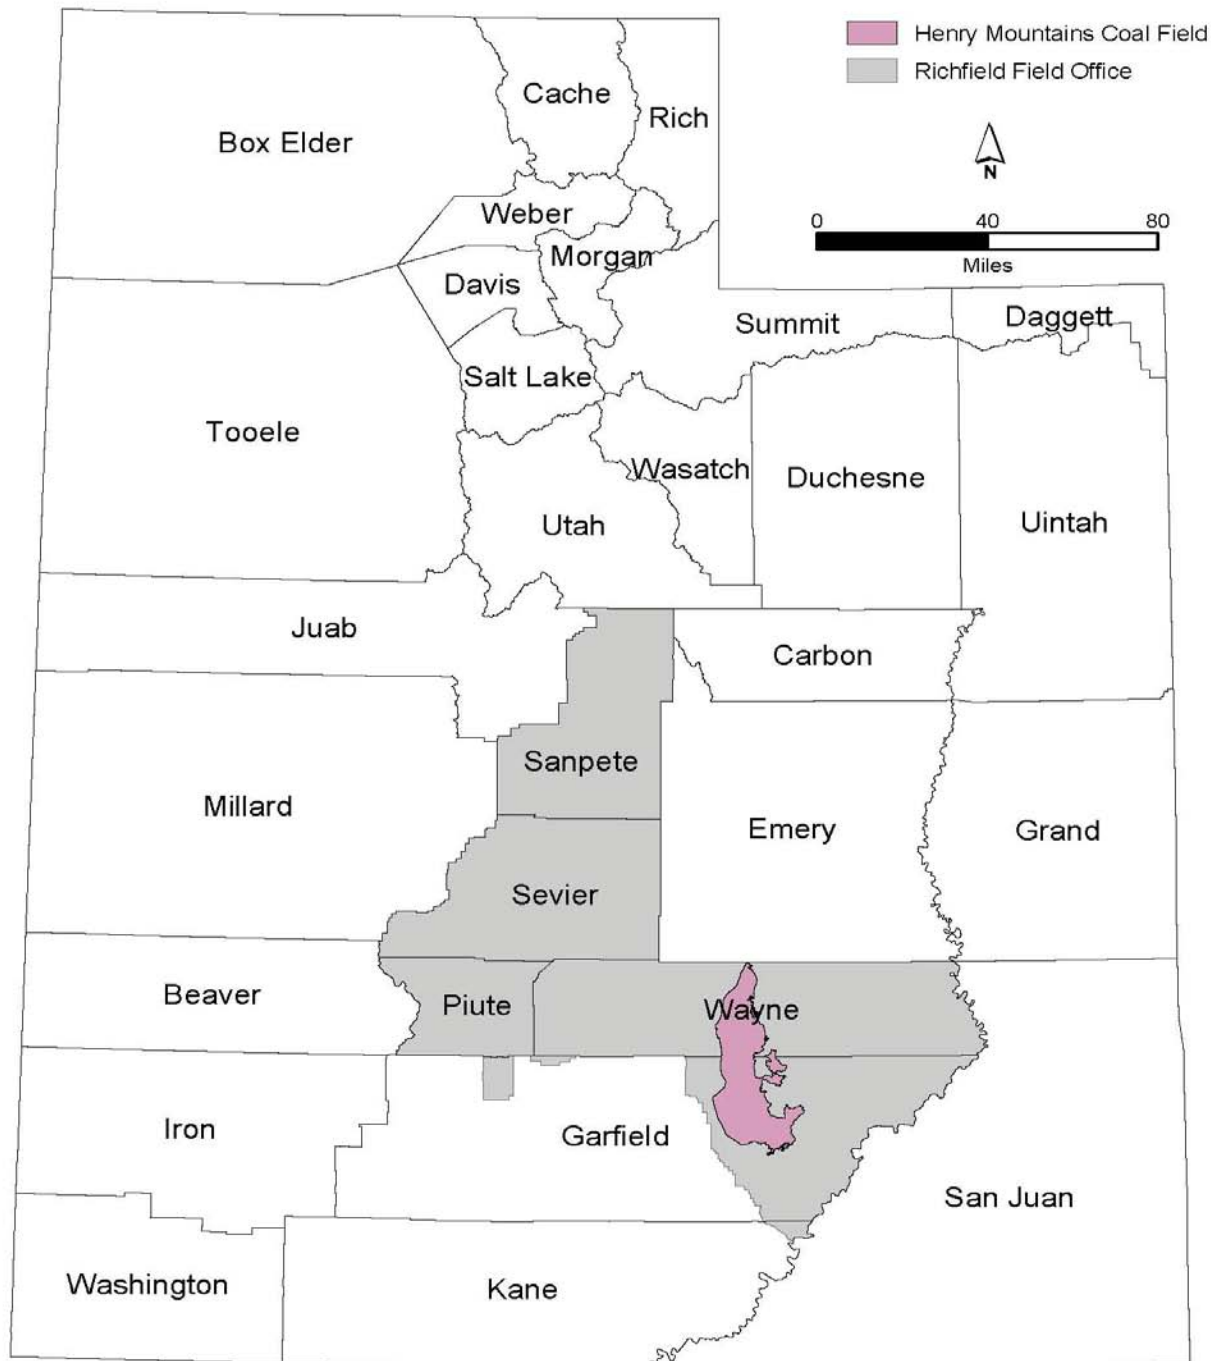 Henry Mountains Coal Field
Richfield Field Office
N
0 40 80
Miles
Cache
Rich
Box Elder
Weber
Morgan
Davis
Summit
Daggett
Salt Lake
Tooele
Wasatch
Duchesne
Uintah
Utah
Juab
Carbon
Sanpete
Millard
Emery
Grand
Sevier
Beaver
Piute
Wayne
Iron
Garfield
San Juan
Washington
Kane